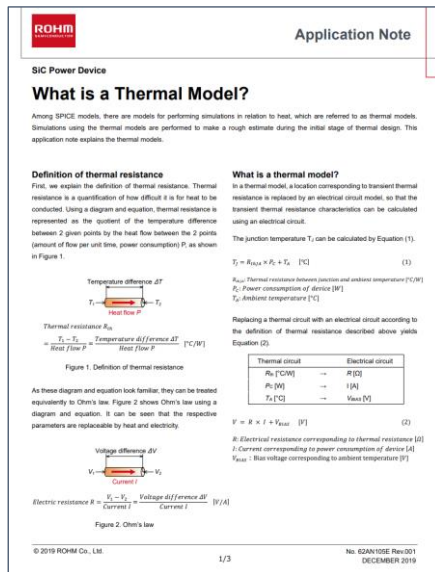 ROHM
SEMICONDUCTOR
Application Note
SiC Power Device
What is a Thermal Model?
Among SPICE models, there are models for performing simulations in relation to heat, which are referred to as thermal models.
Simulations using the thermal models are performed to make a rough estimate during the initial stage of thermal design. This
application note explains the thermal models.
Definition of thermal resistance
First, we explain the definition of thermal resistance. Thermal
resistance is a quantification of how difficult it is for heat to be
conducted. Using a diagram and equation, thermal resistance
is represented as the quotient of the temperature difference
between 2 given points by the heat flow between the 2 points
(amount of flow per unit time, power consumption) P, as shown
in Figure 1.
Temperature difference ΔT
T₁ T₂
Heat flow P
Thermal resistance Rth
= T₁ − T₂ / Heat flow P = Temperature difference ΔT / Heat flow P [°C/W]
Figure 1. Definition of thermal resistance
As these diagram and equation look familiar, they can be treated
equivalently to Ohm's law. Figure 2 shows Ohm's law using a
diagram and equation. It can be seen that the respective
parameters are replaceable by heat and electricity.
Voltage difference ΔV
V₁ V₂
Current I
Electric resistance R = V₁ − V₂ / Current I = Voltage difference ΔV / Current I [V/A]
Figure 2. Ohm's law
What is a thermal model?
In a thermal model, a location corresponding to transient thermal
resistance is replaced by an electrical circuit model, so that the
transient thermal resistance characteristics can be calculated
using an electrical circuit.
The junction temperature TJ can be calculated by Equation (1).
TJ = RthJA × PC + TA [°C] (1)
RthJA: Thermal resistance between junction and ambient temperature [°C/W]
PC: Power consumption of device [W]
TA: Ambient temperature [°C]
Replacing a thermal circuit with an electrical circuit according to
the definition of thermal resistance described above yields
Equation (2).
Thermal circuit Electrical circuit
Rth [°C/W] → R [Ω]
PC [W] → I [A]
TA [°C] → VBIAS [V]
V = R × I + VBIAS [V] (2)
R: Electrical resistance corresponding to thermal resistance [Ω]
I: Current corresponding to power consumption of device [A]
VBIAS : Bias voltage corresponding to ambient temperature [V]
© 2019 ROHM Co., Ltd.
1/3
No. 62AN105E Rev.001
DECEMBER 2019